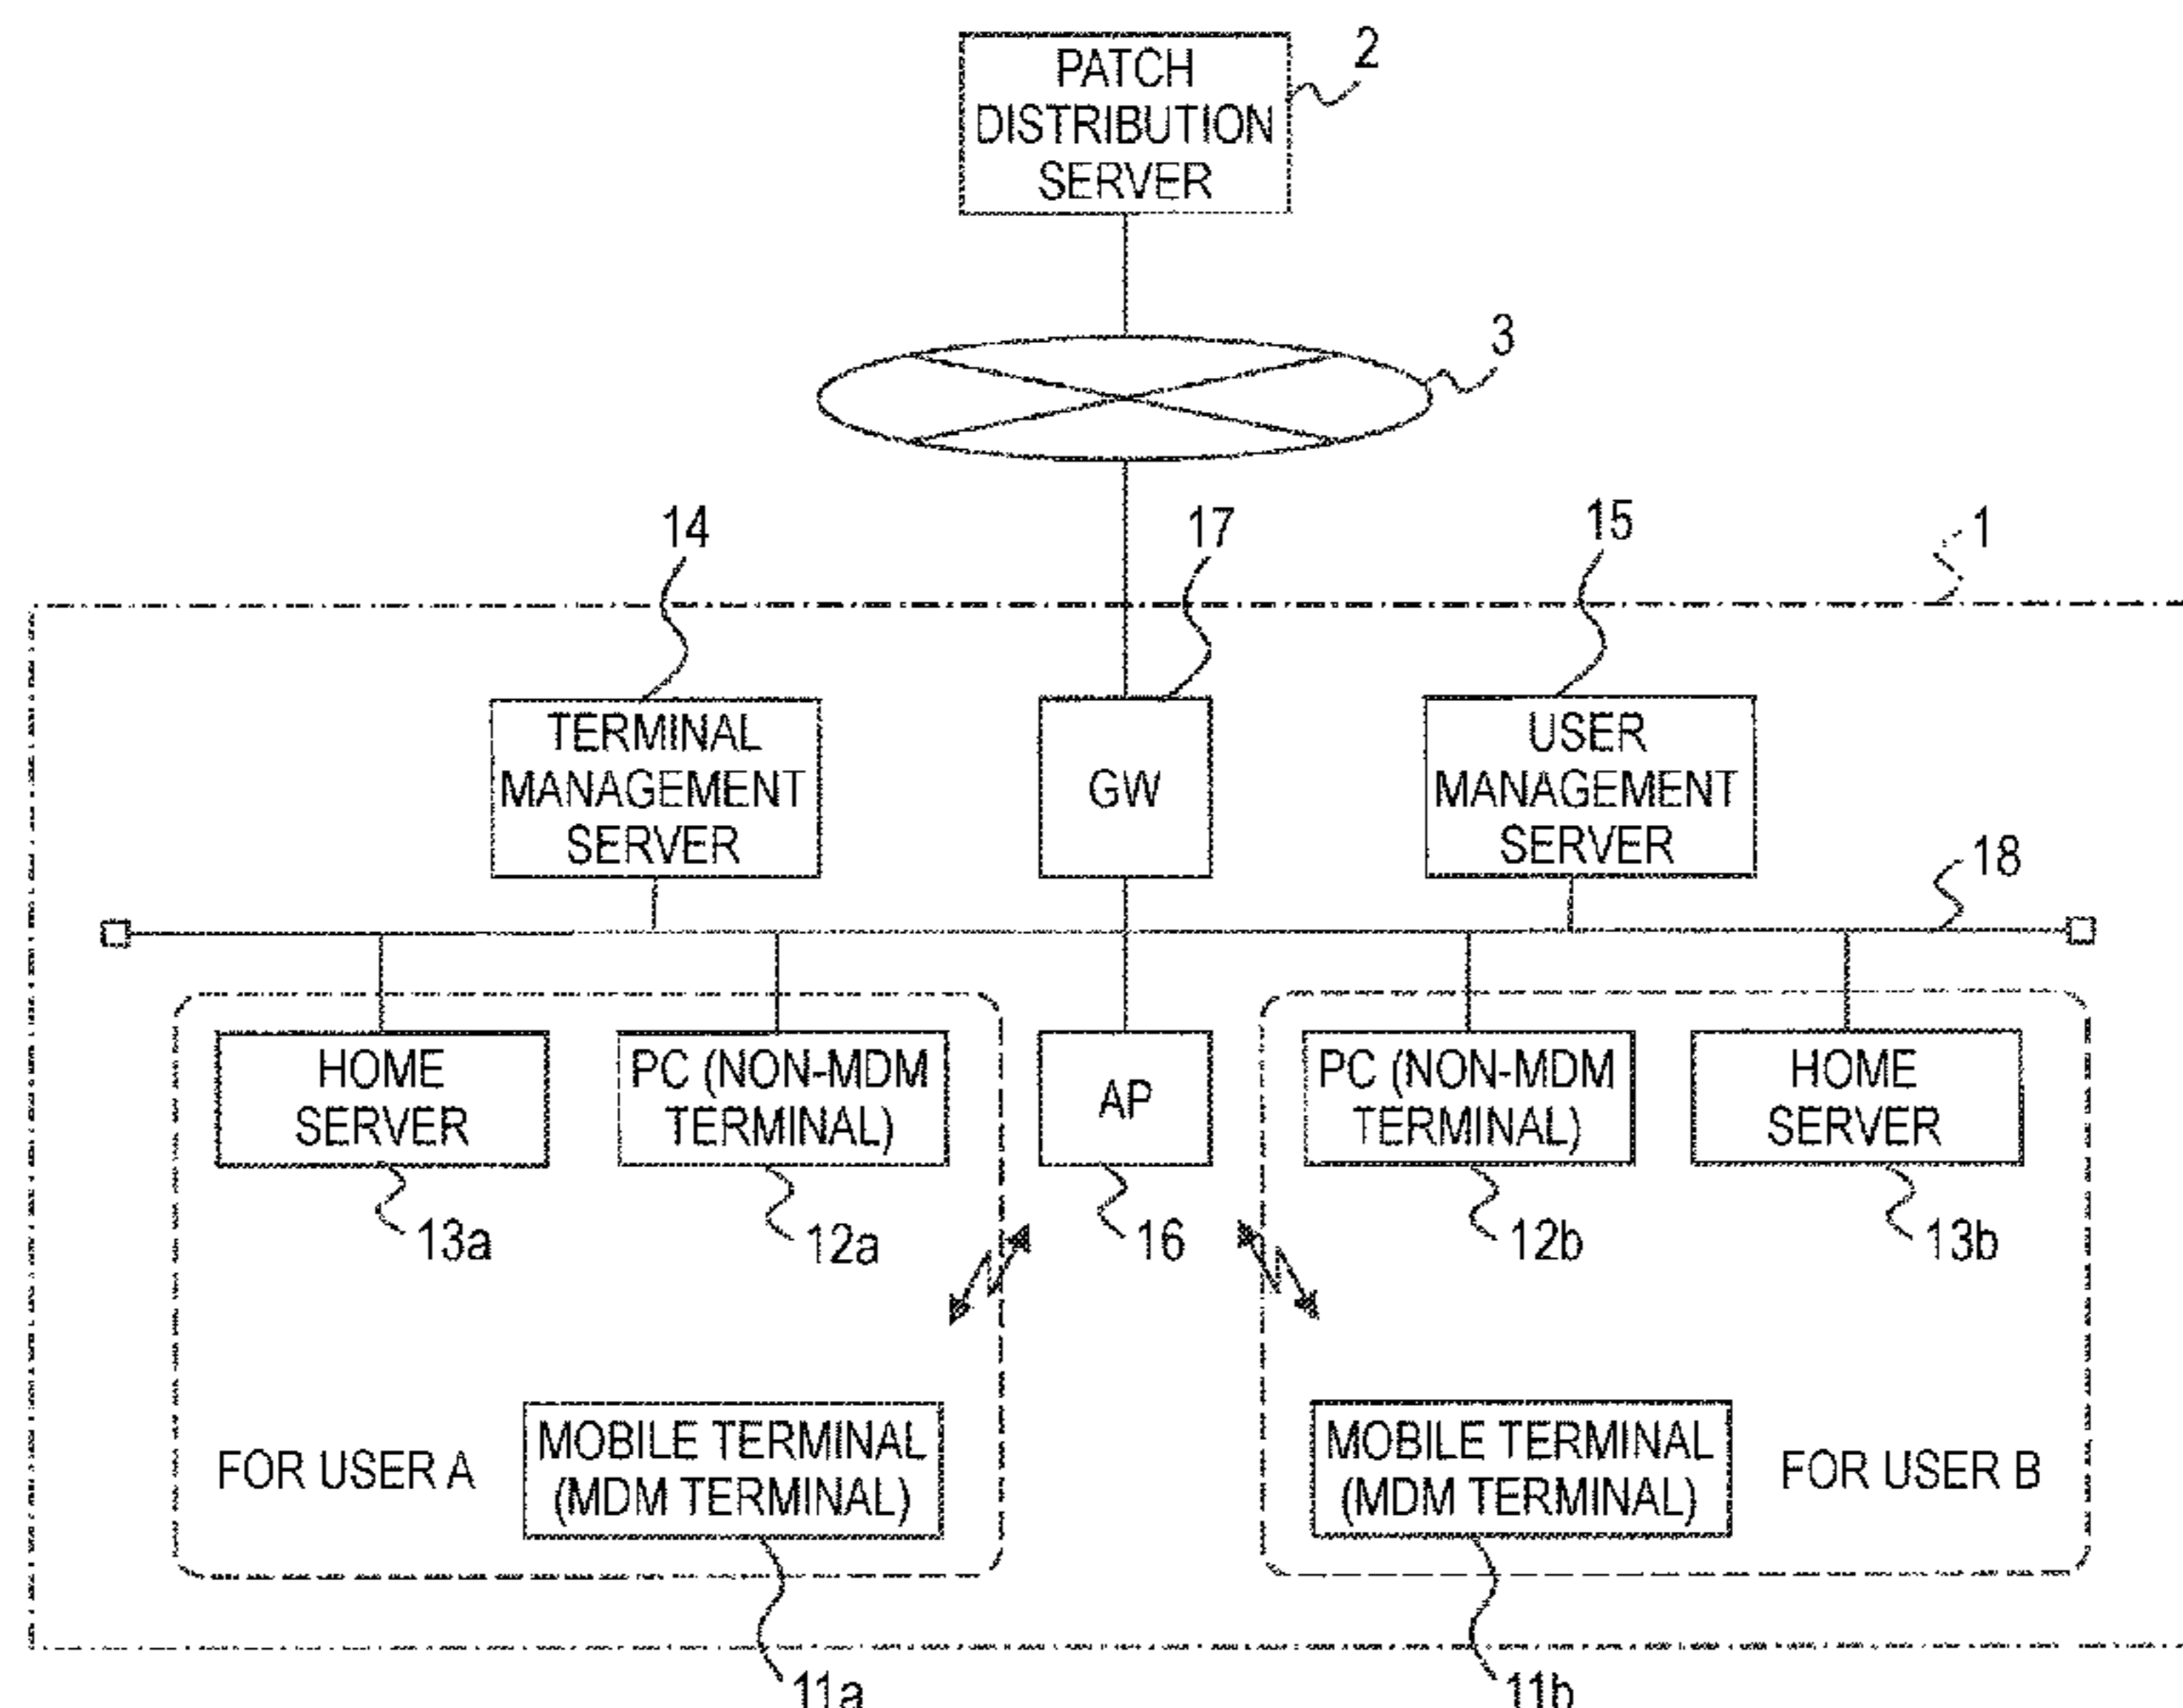 PATCH
DISTRIBUTION
SERVER
2
3
14
17
15
1
TERMINAL
MANAGEMENT
SERVER
GW
USER
MANAGEMENT
SERVER
18
HOME
SERVER
PC (NON-MDM
TERMINAL)
AP
PC (NON-MDM
TERMINAL)
HOME
SERVER
13a
12a
16
12b
13b
FOR USER A
MOBILE TERMINAL
(MDM TERMINAL)
MOBILE TERMINAL
(MDM TERMINAL)
FOR USER B
11a
11b